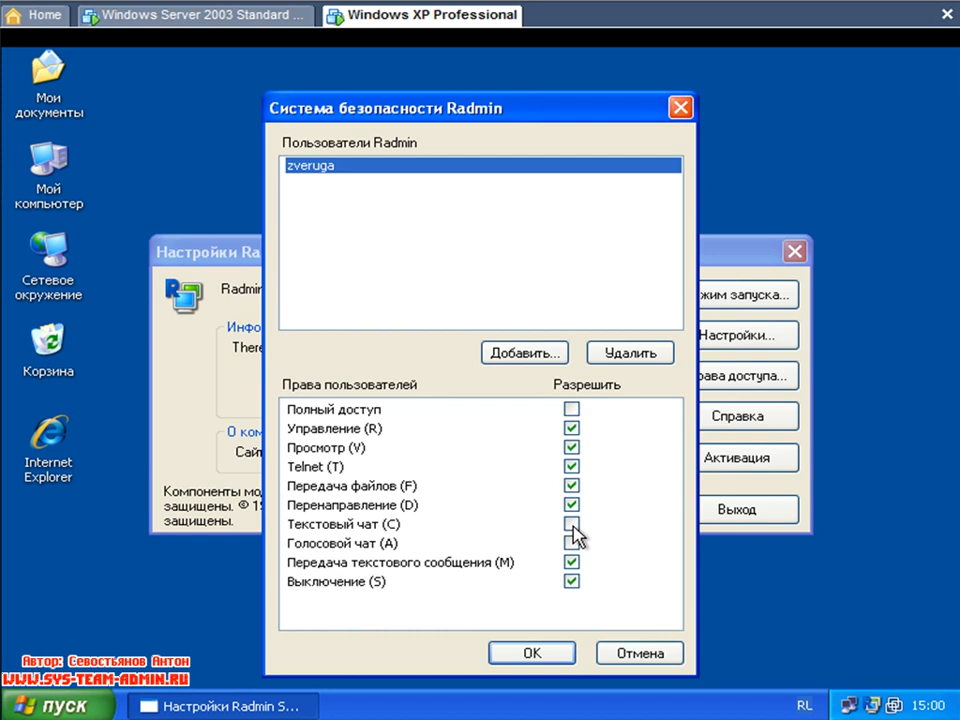 Home
Windows Server 2003 Standard ...
Windows XP Professional
Мои
документы
Мой
компьютер
Сетевое
окружение
Корзина
Internet
Explorer
Система безопасности Radmin
Пользователи Radmin
zveruga
Добавить...
Удалить
Права пользователей
Разрешить
Полный доступ
Управление (R)
Просмотр (V)
Telnet (T)
Передача файлов (F)
Перенаправление (D)
Текстовый чат (C)
Голосовой чат (A)
Передача текстового сообщения (M)
Выключение (S)
OK
Отмена
Настройки Ra
Radmin
Инфо
There
О ком
Сай
Компоненты мо
защищены. © 19
защищены.
жим запуска...
Настройки...
рава доступа...
Справка
Активация
Выход
Автор: Севостьянов Антон
WWW.SYS-TEAM-ADMIN.RU
пуск
Настройки Radmin S...
RL
15:00